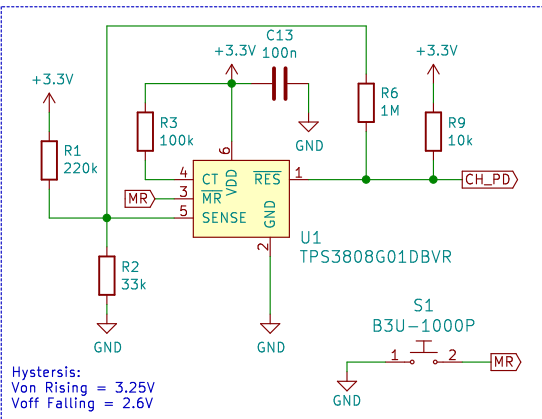 C13
100n
+3.3V
+3.3V
+3.3V
R6
1M
R9
10k
R3
100k
GND
R1
220k
6
4
CT
VDD
RES
1
CH_PD
MR
3
MR
5
SENSE
GND
2
U1
TPS3808G01DBVR
R2
33k
GND
GND
S1
B3U-1000P
1
2
MR
GND
Hystersis:
Von Rising = 3.25V
Voff Falling = 2.6V